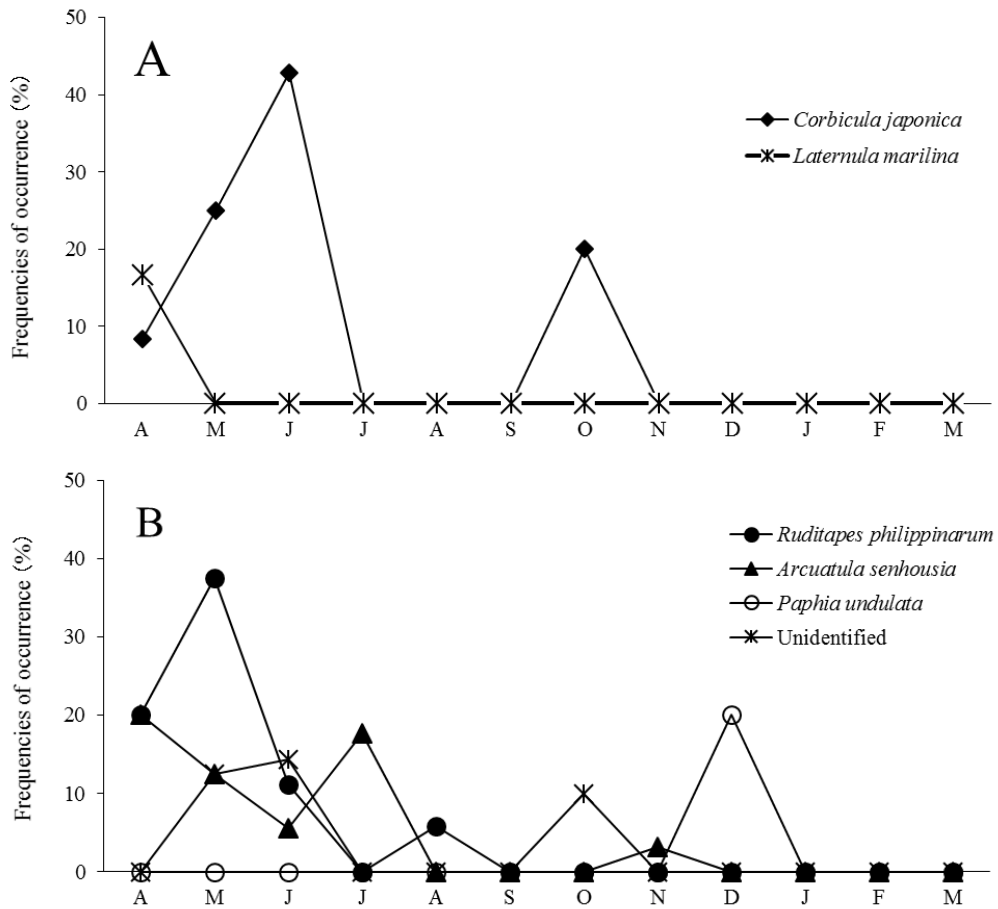 A
Frequencies of occurrence (%)
50
40
30
20
10
0
Corbicula japonica
Laternula marilina
A M J J A S O N D J F M
B
Frequencies of occurrence (%)
50
40
30
20
10
0
Ruditapes philippinarum
Arcuatula senhousia
Paphia undulata
Unidentified
A M J J A S O N D J F M